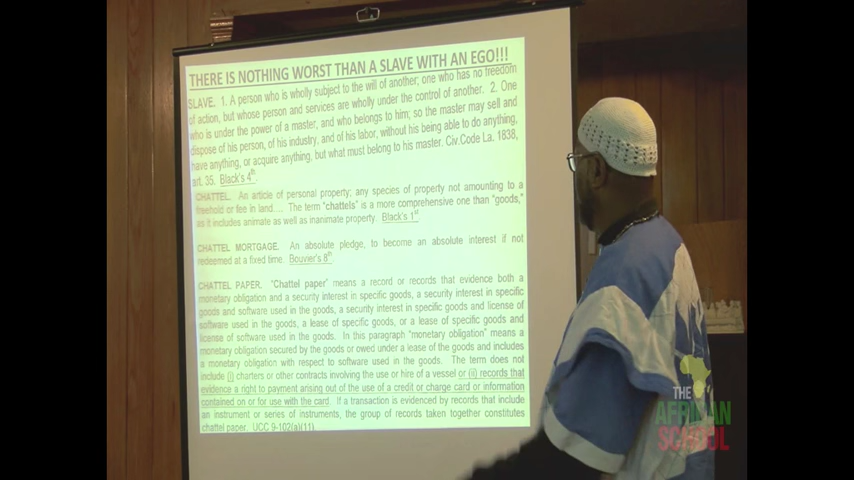 THERE IS NOTHING WORST THAN A SLAVE WITH AN EGO!!!
SLAVE. 1. A person who is wholly subject to the will of another; one who has no freedom
of action, but whose person and services are wholly under the control of another. 2. One
who is under the power of a master, and who belongs to him; so the master may sell and
dispose of his person, of his industry, and of his labor, without his being able to do anything,
have anything, or acquire anything, but what must belong to his master. Civ.Code La. 1838,
art. 35. Black's 4th.
CHATTEL. An article of personal property; any species of property not amounting to a
freehold or fee in land.... The term "chattels" is a more comprehensive one than "goods,"
as it includes animate as well as inanimate property. Black's 1st
CHATTEL MORTGAGE. An absolute pledge, to become an absolute interest if not
redeemed at a fixed time. Bouvier's 8th.
CHATTEL PAPER. "Chattel paper" means a record or records that evidence both a
monetary obligation and a security interest in specific goods, a security interest in specific
goods and software used in the goods, a security interest in specific goods and license of
software used in the goods, a lease of specific goods, or a lease of specific goods and
license of software used in the goods. In this paragraph "monetary obligation" means a
monetary obligation secured by the goods or owed under a lease of the goods and includes
a monetary obligation with respect to software used in the goods. The term does not
include (i) charters or other contracts involving the use or hire of a vessel or (ii) records that
evidence a right to payment arising out of the use of a credit or charge card or information
contained on or for use with the card. If a transaction is evidenced by records that include
an instrument or series of instruments, the group of records taken together constitutes
chattel paper. UCC 9-102(a)(11)
THE
AFRICAN
SCHOOL